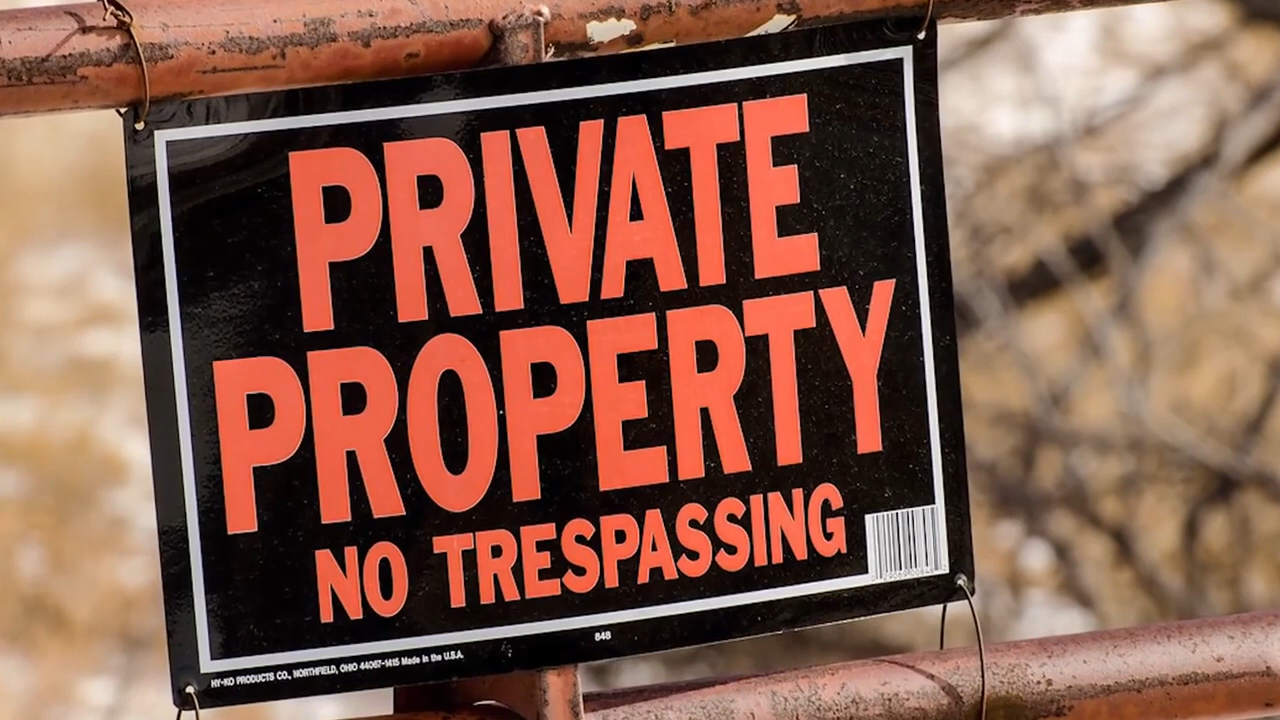 PRIVATE
PROPERTY
NO TRESPASSING
848
HY-KO PRODUCTS CO., NORTHFIELD, OHIO 44067-1415 Made in the U.S.A.